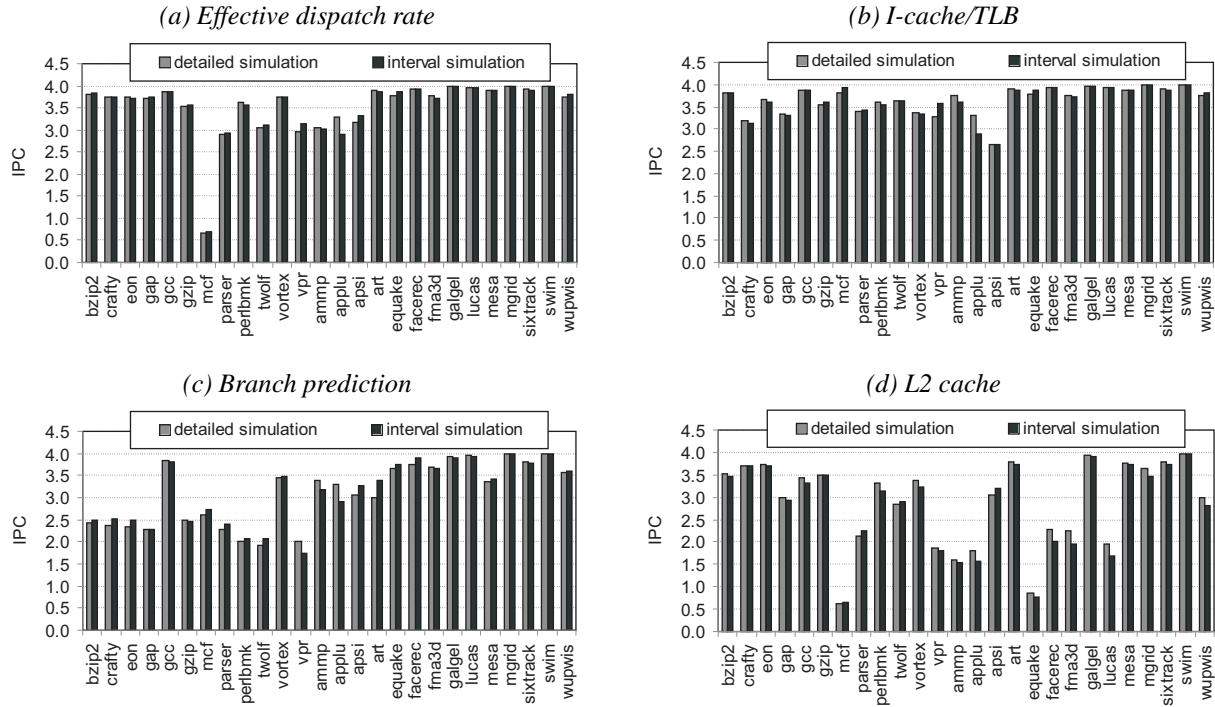 (a) Effective dispatch rate
detailed simulation interval simulation
4.5
4.0
3.5
3.0
2.5
2.0
1.5
1.0
0.5
0.0
IPC
bzip2
crafty
eon
gap
gcc
gzip
mcf
parser
perlbmk
twolf
vortex
vpr
ammp
applu
apsi
art
equake
facerec
fma3d
galgel
lucas
mesa
mgrid
sixtrack
swim
wupwis
(b) I-cache/TLB
detailed simulation interval simulation
4.5
4.0
3.5
3.0
2.5
2.0
1.5
1.0
0.5
0.0
IPC
bzip2
crafty
eon
gap
gcc
gzip
mcf
parser
perlbmk
twolf
vortex
vpr
ammp
applu
apsi
art
equake
facerec
fma3d
galgel
lucas
mesa
mgrid
sixtrack
swim
wupwis
(c) Branch prediction
detailed simulation interval simulation
4.5
4.0
3.5
3.0
2.5
2.0
1.5
1.0
0.5
0.0
IPC
bzip2
crafty
eon
gap
gcc
gzip
mcf
parser
perlbmk
twolf
vortex
vpr
ammp
applu
apsi
art
equake
facerec
fma3d
galgel
lucas
mesa
mgrid
sixtrack
swim
wupwis
(d) L2 cache
detailed simulation interval simulation
4.5
4.0
3.5
3.0
2.5
2.0
1.5
1.0
0.5
0.0
IPC
bzip2
crafty
eon
gap
gcc
gzip
mcf
parser
perlbmk
twolf
vortex
vpr
ammp
applu
apsi
art
equake
facerec
fma3d
galgel
lucas
mesa
mgrid
sixtrack
swim
wupwis